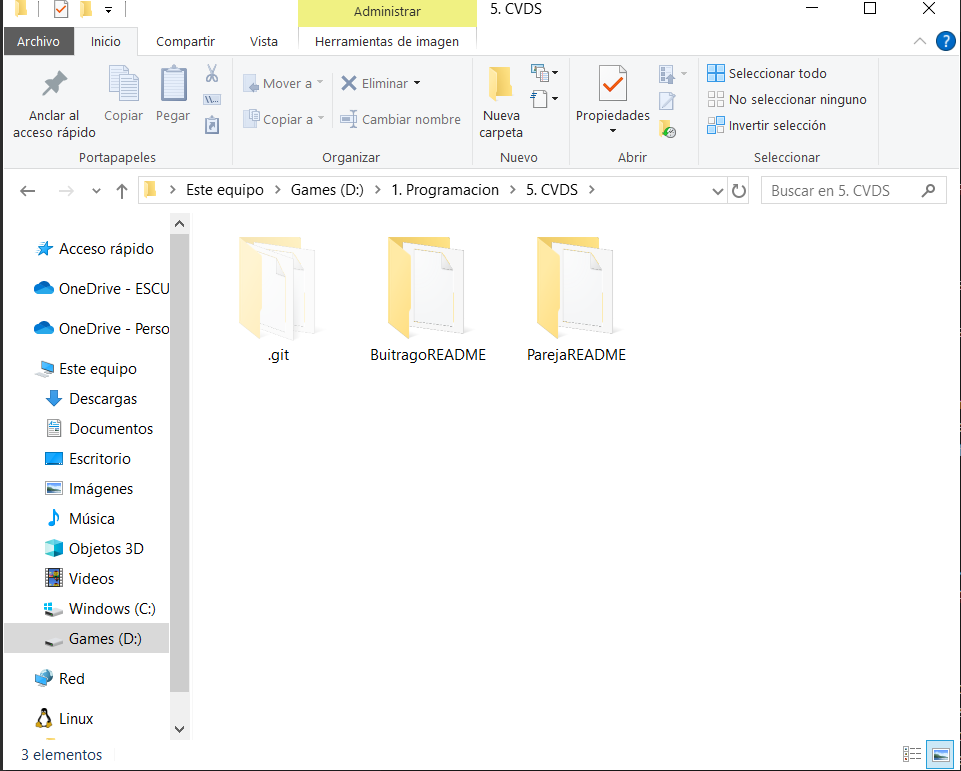 Administrar
5. CVDS
Archivo
Inicio
Compartir
Vista
Herramientas de imagen
Anclar al
acceso rápido
Copiar
Pegar
Mover a
Copiar a
Eliminar
Cambiar nombre
Nueva
carpeta
Propiedades
Seleccionar todo
No seleccionar ninguno
Invertir selección
Portapapeles
Organizar
Nuevo
Abrir
Seleccionar
Este equipo > Games (D:) > 1. Programacion > 5. CVDS >
Buscar en 5. CVDS
Acceso rápido
OneDrive - ESCU
OneDrive - Perso
Este equipo
Descargas
Documentos
Escritorio
Imágenes
Música
Objetos 3D
Videos
Windows (C:)
Games (D:)
Red
Linux
.git
BuitragoREADME
ParejaREADME
3 elementos